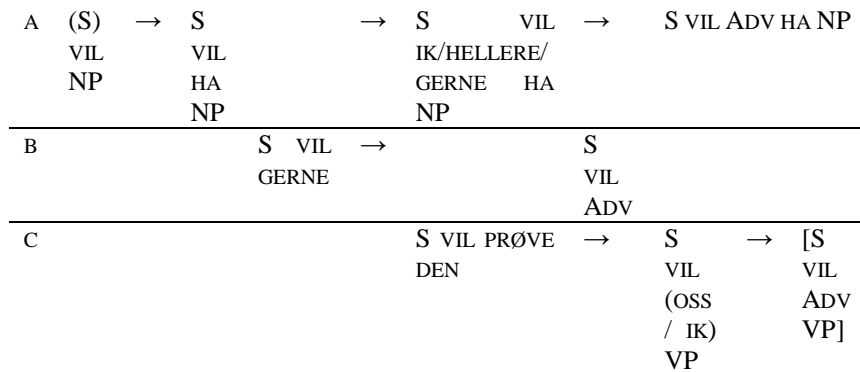 A (S) → S → S VIL → S VIL ADV HA NP
VIL VIL IK/HELLERE/
NP HA GERNE HA
NP NP
B S VIL → S
GERNE VIL
ADV
C S VIL PRØVE → S → [S
DEN VIL VIL
(OSS ADV
/ IK) VP]
VP